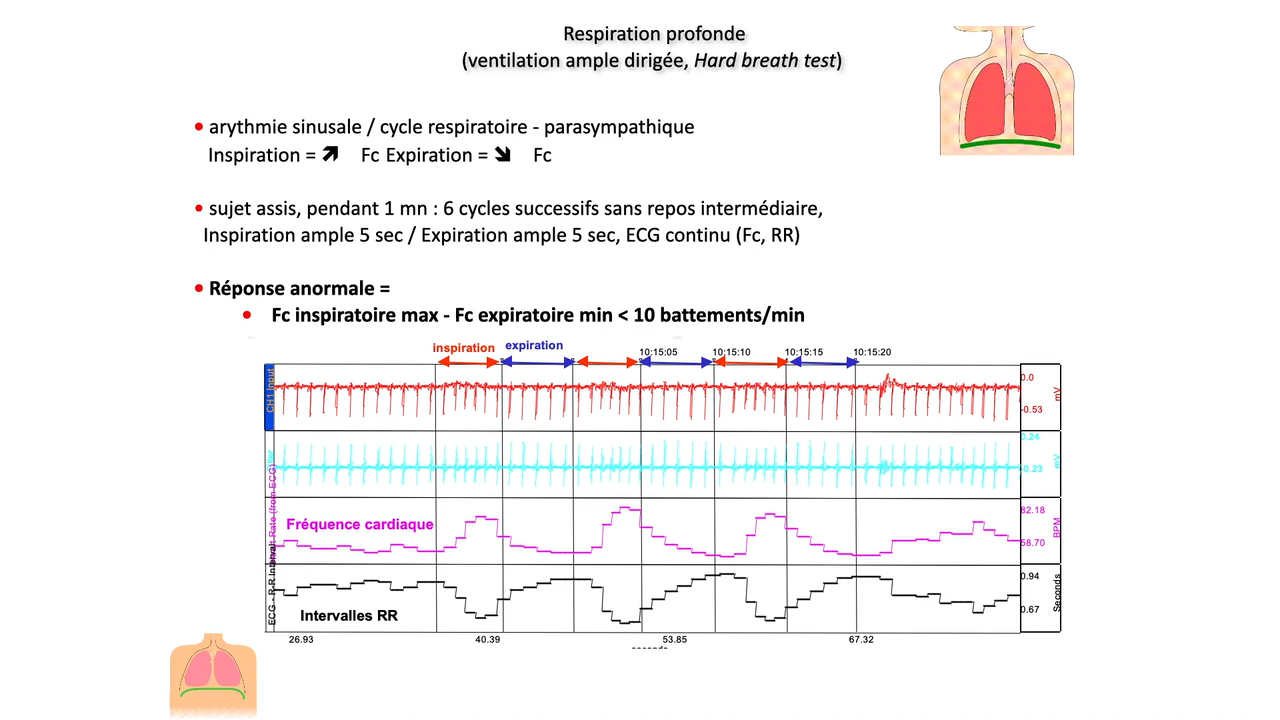 Respiration profonde
(ventilation ample dirigée, Hard breath test)
• arythmie sinusale / cycle respiratoire - parasympathique
Inspiration = ↗ Fc Expiration = ↘ Fc
• sujet assis, pendant 1 mn : 6 cycles successifs sans repos intermédiaire,
Inspiration ample 5 sec / Expiration ample 5 sec, ECG continu (Fc, RR)
• Réponse anormale =
• Fc inspiratoire max - Fc expiratoire min < 10 battements/min
inspiration expiration
10:15:05 10:15:10 10:15:15 10:15:20
CH1 Input
0.0
-0.53
mV
0.24
-0.23
mV
Rate (from ECG)
Fréquence cardiaque
82.18
58.70
BPM
ECG - R-R Interval
Intervalles RR
0.94
0.67
Seconds
26.93 40.39 53.85 67.32